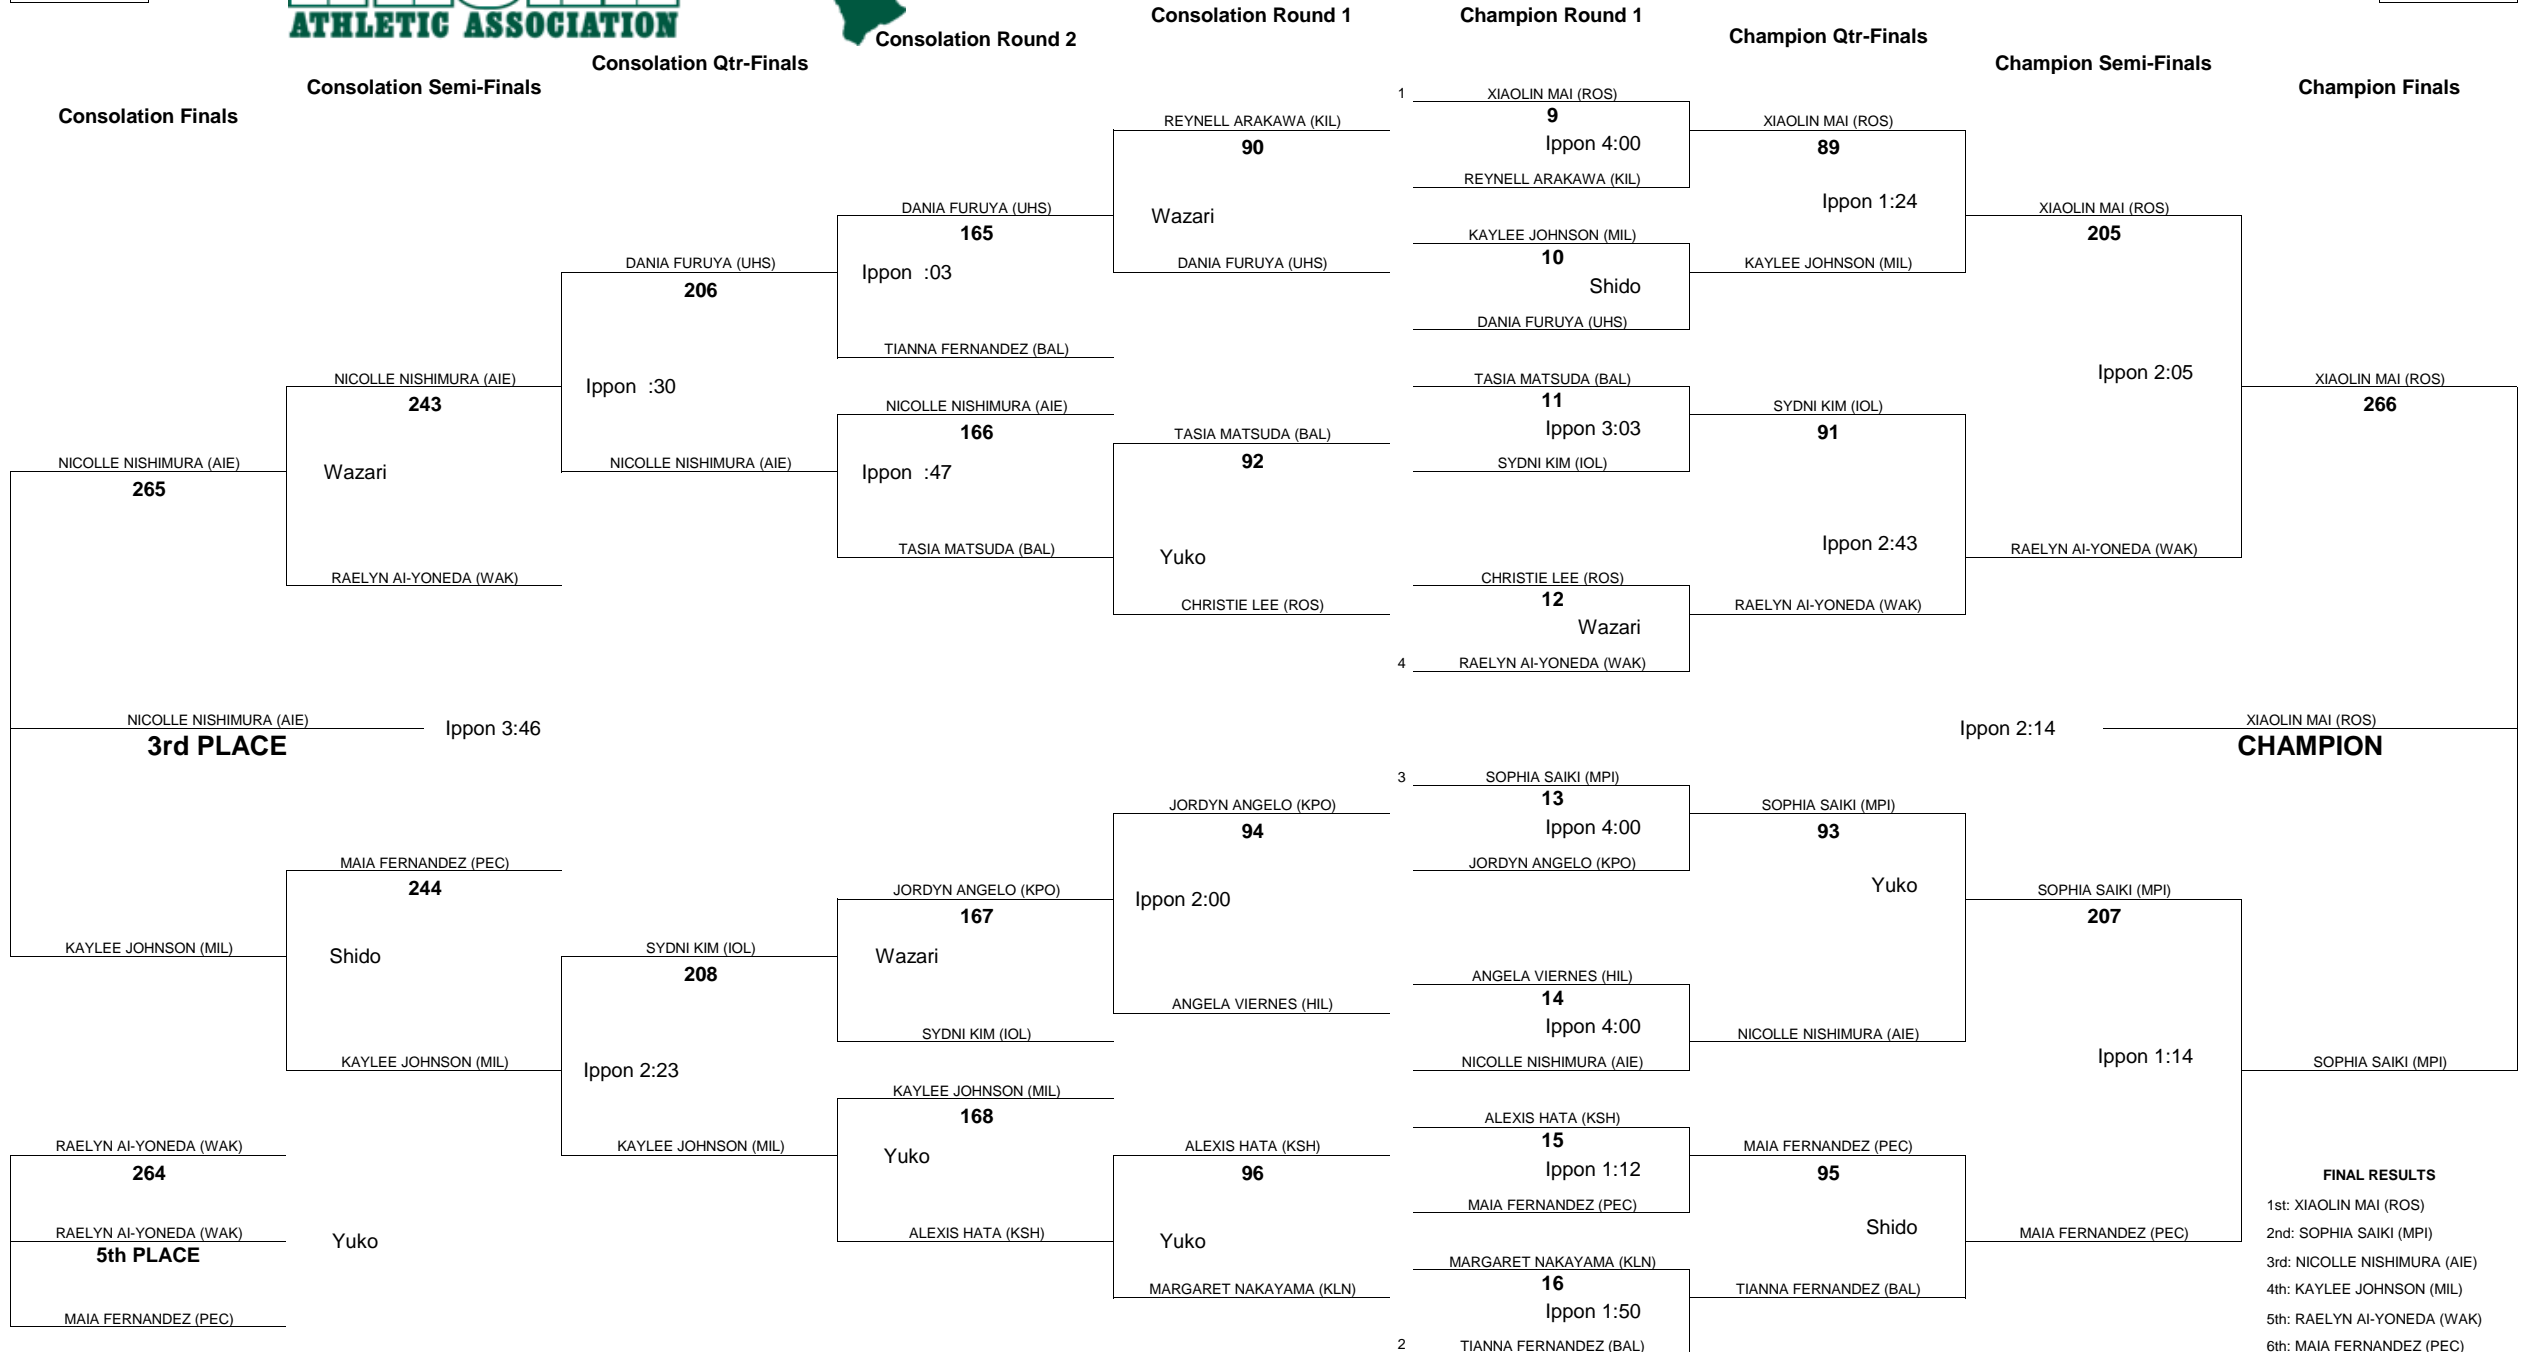 ATHLETIC ASSOCIATION
Consolation Round 1
Champion Round 1
Consolation Round 2
Champion Qtr-Finals
Consolation Qtr-Finals
Champion Semi-Finals
Consolation Semi-Finals
Champion Finals
Consolation Finals
1 XIAOLIN MAI (ROS)
9
Ippon 4:00
REYNELL ARAKAWA (KIL)
KAYLEE JOHNSON (MIL)
10
Shido
DANIA FURUYA (UHS)
TASIA MATSUDA (BAL)
11
Ippon 3:03
SYDNI KIM (IOL)
CHRISTIE LEE (ROS)
12
Wazari
4 RAELYN AI-YONEDA (WAK)
3 SOPHIA SAIKI (MPI)
13
Ippon 4:00
JORDYN ANGELO (KPO)
ANGELA VIERNES (HIL)
14
Ippon 4:00
NICOLLE NISHIMURA (AIE)
ALEXIS HATA (KSH)
15
Ippon 1:12
MAIA FERNANDEZ (PEC)
MARGARET NAKAYAMA (KLN)
16
Ippon 1:50
2 TIANNA FERNANDEZ (BAL)
XIAOLIN MAI (ROS)
89
Ippon 1:24
KAYLEE JOHNSON (MIL)
SYDNI KIM (IOL)
91
Ippon 2:43
RAELYN AI-YONEDA (WAK)
SOPHIA SAIKI (MPI)
93
Yuko
NICOLLE NISHIMURA (AIE)
MAIA FERNANDEZ (PEC)
95
Shido
TIANNA FERNANDEZ (BAL)
XIAOLIN MAI (ROS)
205
Ippon 2:05
RAELYN AI-YONEDA (WAK)
SOPHIA SAIKI (MPI)
207
Ippon 1:14
MAIA FERNANDEZ (PEC)
XIAOLIN MAI (ROS)
266
Ippon 2:14
XIAOLIN MAI (ROS)
CHAMPION
SOPHIA SAIKI (MPI)
REYNELL ARAKAWA (KIL)
90
Wazari
DANIA FURUYA (UHS)
TASIA MATSUDA (BAL)
92
Yuko
CHRISTIE LEE (ROS)
JORDYN ANGELO (KPO)
94
Ippon 2:00
ANGELA VIERNES (HIL)
ALEXIS HATA (KSH)
96
Yuko
MARGARET NAKAYAMA (KLN)
DANIA FURUYA (UHS)
165
Ippon :03
TIANNA FERNANDEZ (BAL)
NICOLLE NISHIMURA (AIE)
166
Ippon :47
TASIA MATSUDA (BAL)
JORDYN ANGELO (KPO)
167
Wazari
SYDNI KIM (IOL)
KAYLEE JOHNSON (MIL)
168
Yuko
ALEXIS HATA (KSH)
DANIA FURUYA (UHS)
206
Ippon :30
NICOLLE NISHIMURA (AIE)
SYDNI KIM (IOL)
208
Ippon 2:23
KAYLEE JOHNSON (MIL)
NICOLLE NISHIMURA (AIE)
243
Wazari
RAELYN AI-YONEDA (WAK)
MAIA FERNANDEZ (PEC)
244
Shido
KAYLEE JOHNSON (MIL)
NICOLLE NISHIMURA (AIE)
265
NICOLLE NISHIMURA (AIE)
Ippon 3:46
3rd PLACE
KAYLEE JOHNSON (MIL)
RAELYN AI-YONEDA (WAK)
264
RAELYN AI-YONEDA (WAK)
Yuko
5th PLACE
MAIA FERNANDEZ (PEC)
FINAL RESULTS
1st: XIAOLIN MAI (ROS)
2nd: SOPHIA SAIKI (MPI)
3rd: NICOLLE NISHIMURA (AIE)
4th: KAYLEE JOHNSON (MIL)
5th: RAELYN AI-YONEDA (WAK)
6th: MAIA FERNANDEZ (PEC)